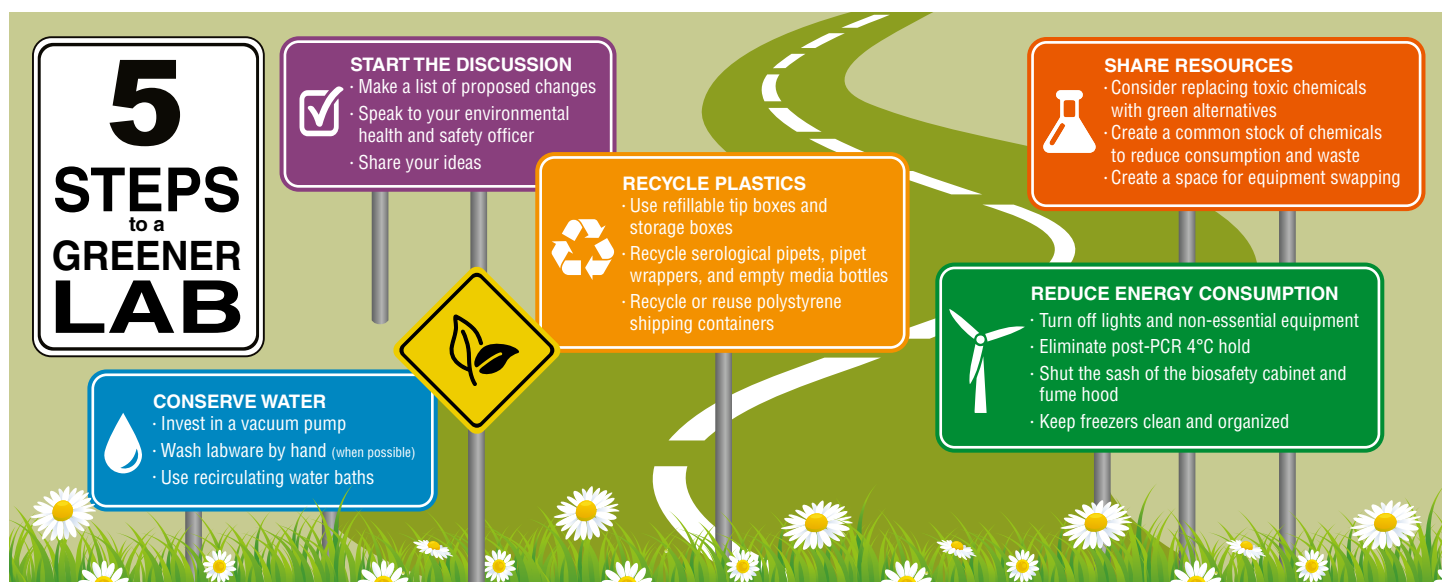 5
STEPS
to a
GREENER
LAB
START THE DISCUSSION
· Make a list of proposed changes
· Speak to your environmental
health and safety officer
· Share your ideas
RECYCLE PLASTICS
· Use refillable tip boxes and
storage boxes
· Recycle serological pipets, pipet
wrappers, and empty media bottles
· Recycle or reuse polystyrene
shipping containers
SHARE RESOURCES
· Consider replacing toxic chemicals
with green alternatives
· Create a common stock of chemicals
to reduce consumption and waste
· Create a space for equipment swapping
CONSERVE WATER
· Invest in a vacuum pump
· Wash labware by hand (when possible)
· Use recirculating water baths
REDUCE ENERGY CONSUMPTION
· Turn off lights and non-essential equipment
· Eliminate post-PCR 4°C hold
· Shut the sash of the biosafety cabinet and
fume hood
· Keep freezers clean and organized